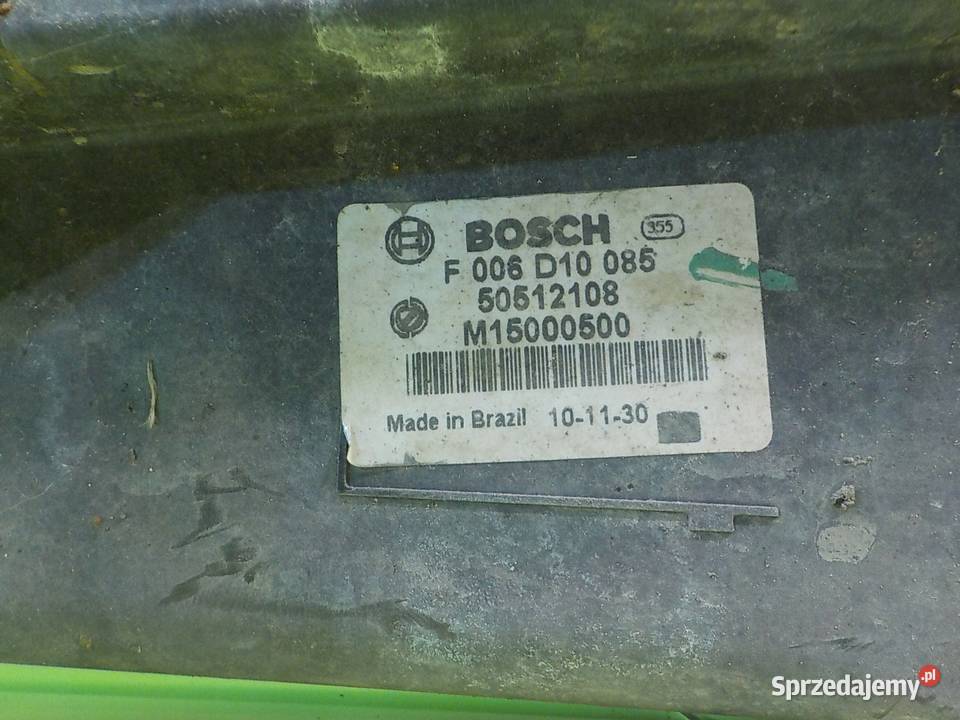 BOSCH 355
F 006 D10 085
50512108
M15000500
Made in Brazil 10-11-30
Sprzedajemy.pl